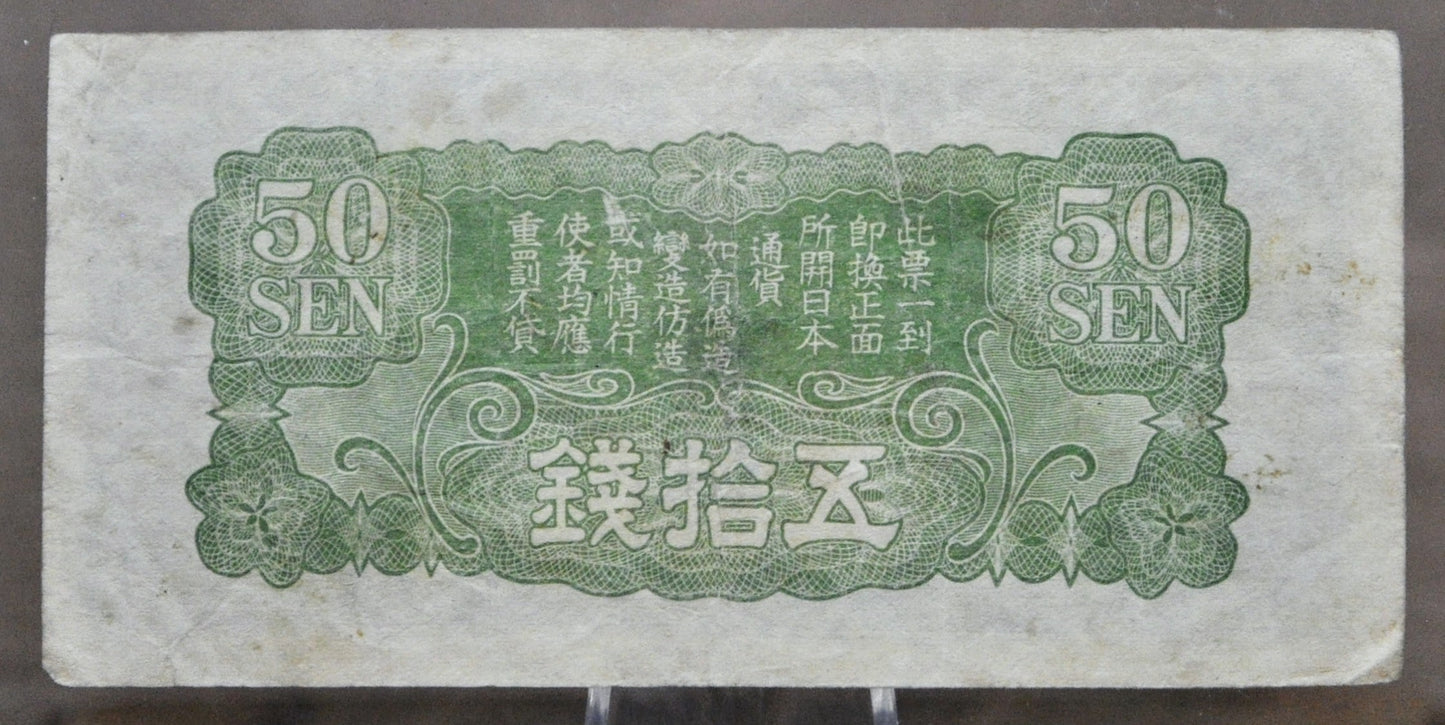 50
SEN
50
SEN
此票一到
即換正面
所開日本
通貨
如有偽造
變造仿造
或知情行
使者均應
重罰不貸
五拾錢